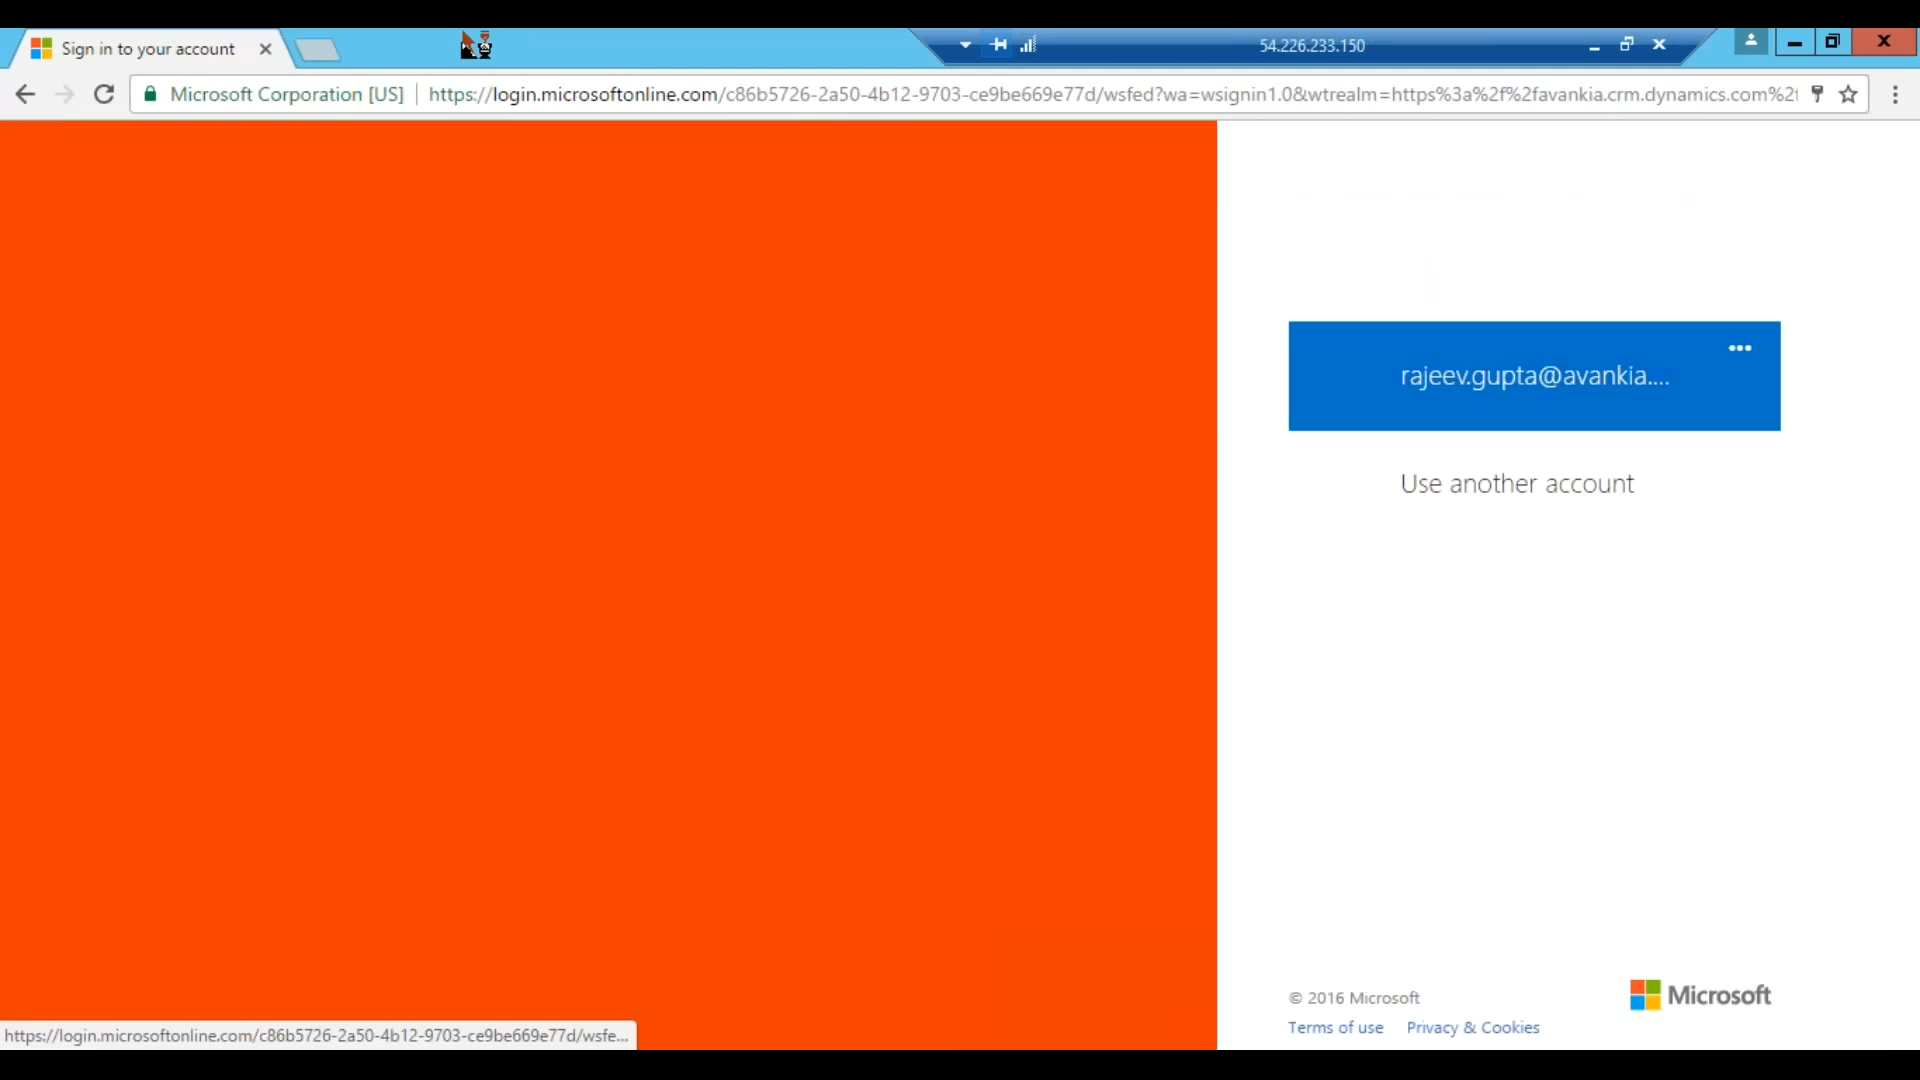 Sign in to your account
54.226.233.150
Microsoft Corporation [US]
https://login.microsoftonline.com/c86b5726-2a50-4b12-9703-ce9be669e77d/wsfed?wa=wsignin1.0&wtrealm=https%3a%2f%2favankia.crm.dynamics.com%2f
rajeev.gupta@avankia....
Use another account
© 2016 Microsoft
Microsoft
Terms of use
Privacy & Cookies
https://login.microsoftonline.com/c86b5726-2a50-4b12-9703-ce9be669e77d/wsfe...